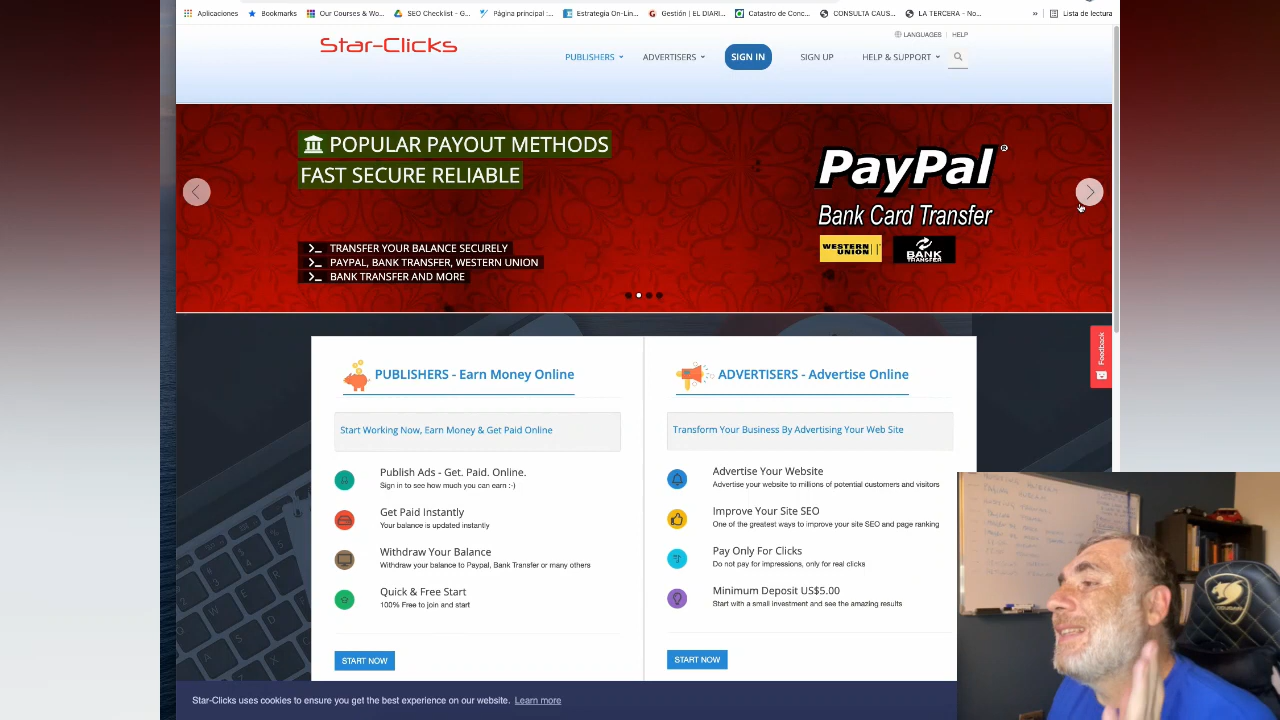 Aplicaciones
Bookmarks
Our Courses & Wo...
SEO Checklist – G...
Página principal :...
Estrategia On-Lin...
Gestión | EL DIARI...
Catastro de Conc...
CONSULTA CAUS...
LA TERCERA – No...
»
Lista de lectura
LANGUAGES | HELP
Star-Clicks
PUBLISHERS
ADVERTISERS
SIGN IN
SIGN UP
HELP & SUPPORT
POPULAR PAYOUT METHODS
FAST SECURE RELIABLE
>_ TRANSFER YOUR BALANCE SECURELY
>_ PAYPAL, BANK TRANSFER, WESTERN UNION
>_ BANK TRANSFER AND MORE
PayPal ®
Bank Card Transfer
WESTERN UNION
BANK TRANSFER
Feedback
PUBLISHERS - Earn Money Online
Start Working Now, Earn Money & Get Paid Online
Publish Ads - Get. Paid. Online.
Sign in to see how much you can earn :-)
Get Paid Instantly
Your balance is updated instantly
Withdraw Your Balance
Withdraw your balance to Paypal, Bank Transfer or many others
Quick & Free Start
100% Free to join and start
START NOW
ADVERTISERS - Advertise Online
Transform Your Business By Advertising Your Web Site
Advertise Your Website
Advertise your website to millions of potential customers and visitors
Improve Your Site SEO
One of the greatest ways to improve your site SEO and page ranking
Pay Only For Clicks
Do not pay for impressions, only for real clicks
Minimum Deposit US$5.00
Start with a small investment and see the amazing results
START NOW
Star-Clicks uses cookies to ensure you get the best experience on our website. Learn more
COUGAR